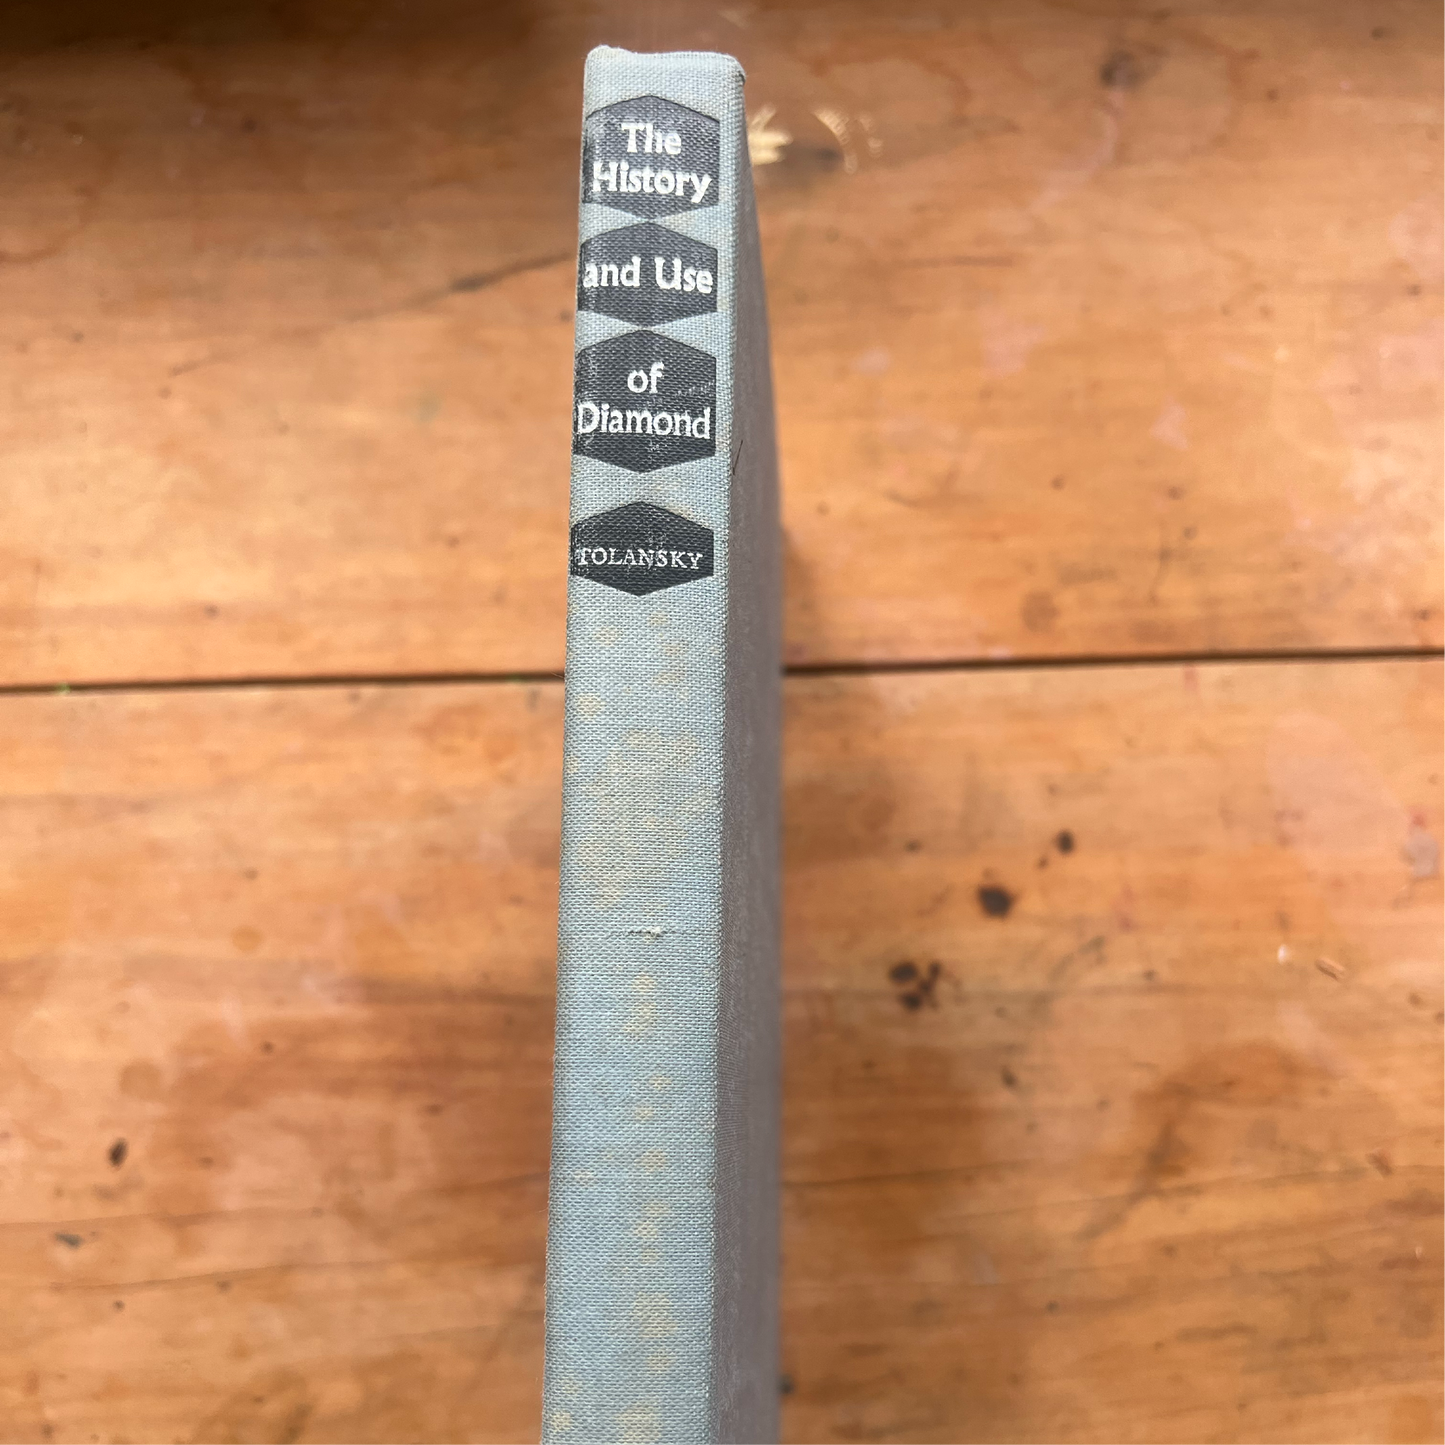 The
History
and Use
of
Diamond
TOLANSKY